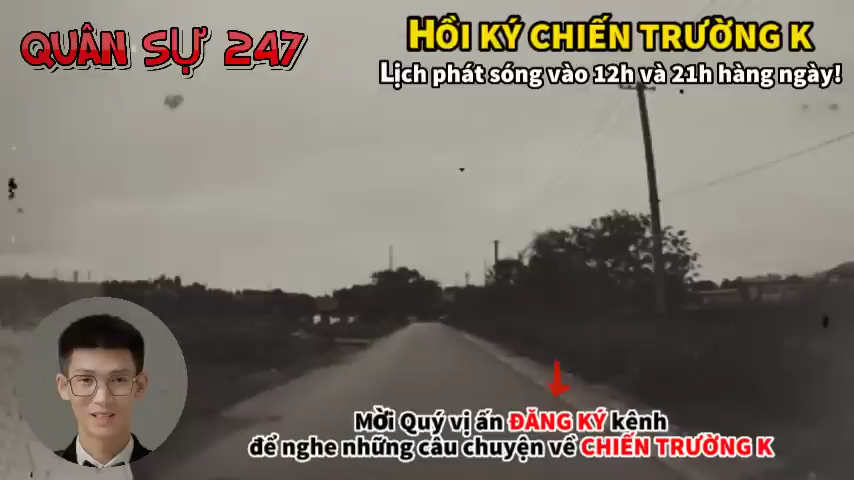 QUÂN SỰ 247
HỒI KÝ CHIẾN TRƯỜNG K
Lịch phát sóng vào 12h và 21h hàng ngày!
Mời Quý vị ấn ĐĂNG KÝ kênh
để nghe những câu chuyện về CHIẾN TRƯỜNG K